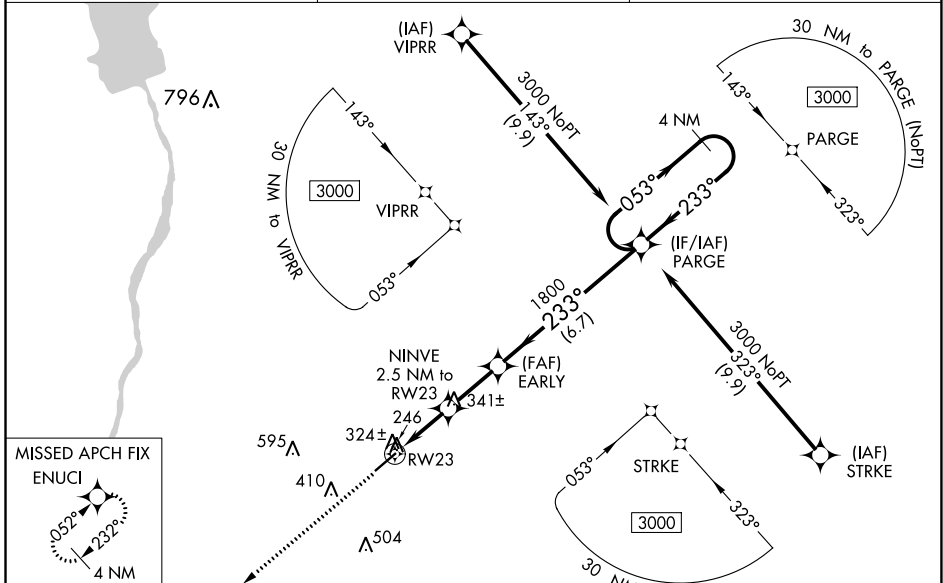 (IAF)
VIPRR
30 NM to PARGE (NoPT)
796
3000 NoPT
143°
(9.9)
143°
3000
4 NM
PARGE
143°
30 NM to VIPRR
3000
VIPRR
053°
233°
323°
(IF/IAF)
PARGE
053°
1800
233°
(6.7)
3000 NoPT
323°
(9.9)
NINVE
2.5 NM to
RW23
(FAF)
EARLY
341±
246
324±
595
RW23
MISSED APCH FIX
ENUCI
052°
232°
4 NM
410
504
053°
STRKE
323°
3000
(IAF)
STRKE
30 NM